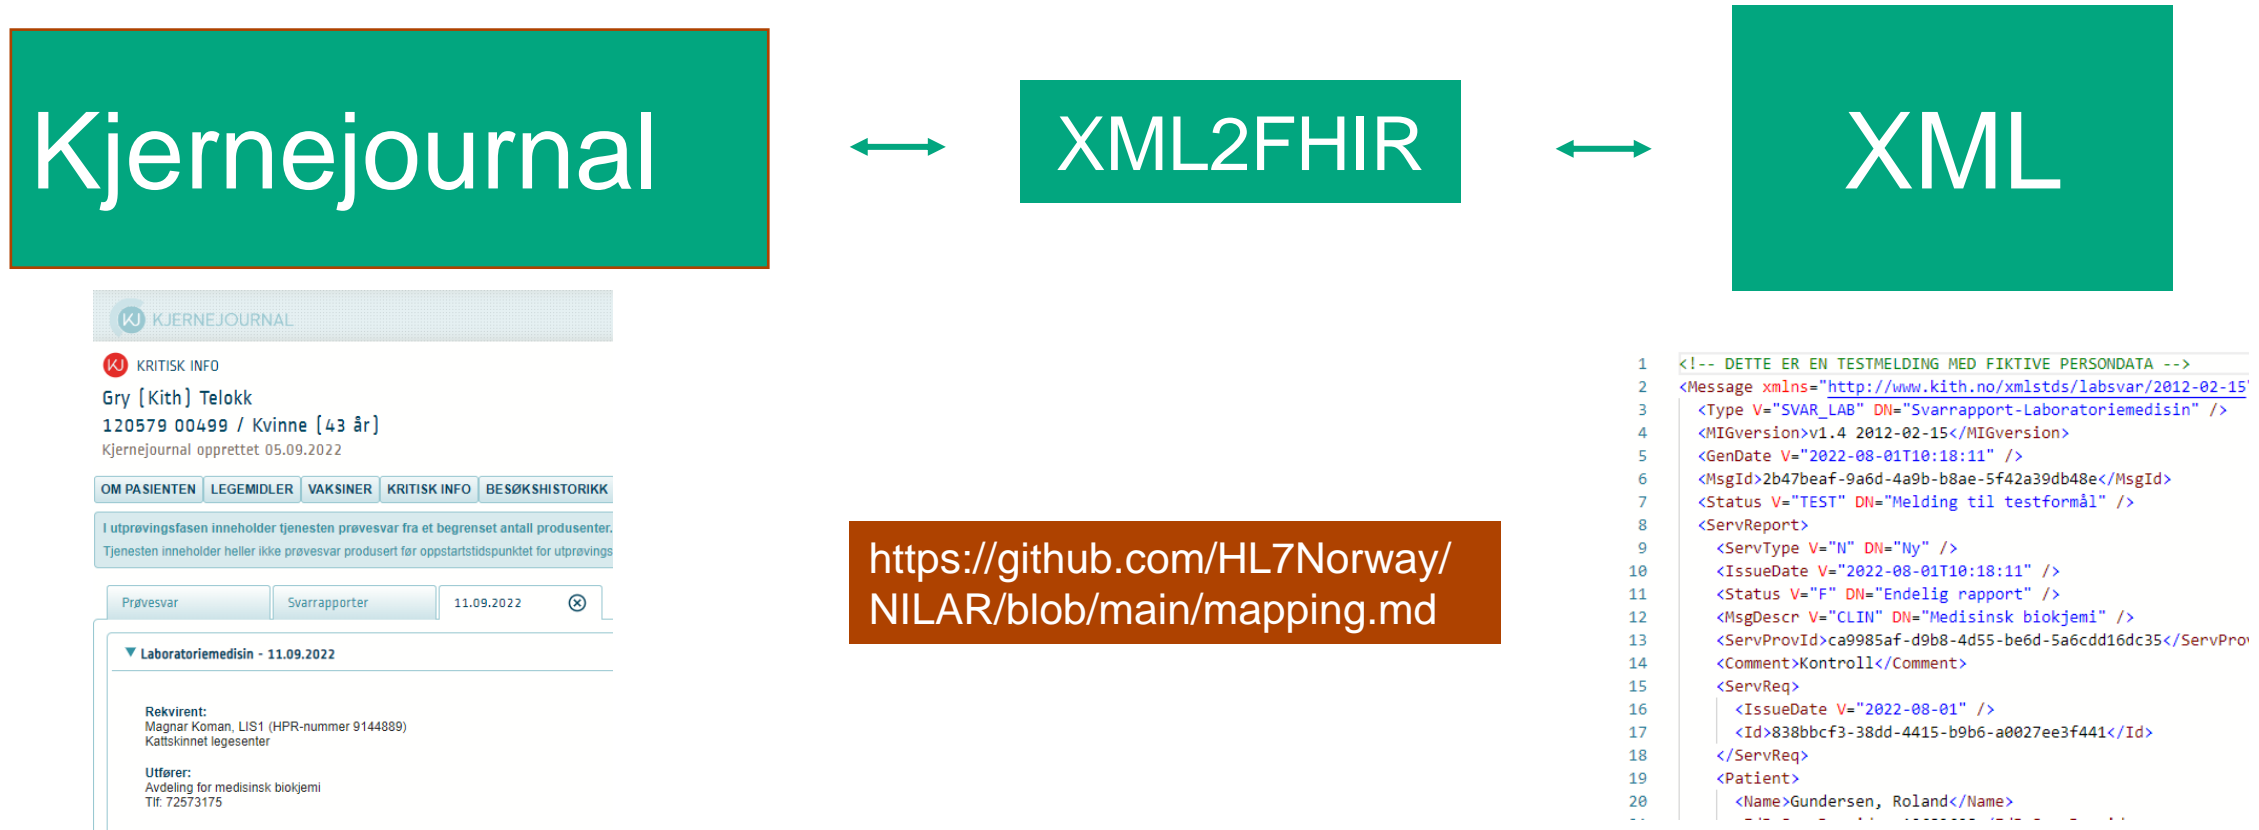 Kjernejournal
XML2FHIR
XML
KJ KJERNEJOURNAL
KJ KRITISK INFO
Gry (Kith) Telokk
120579 00499 / Kvinne (43 år)
Kjernejournal opprettet 05.09.2022
OM PASIENTEN LEGEMIDLER VAKSINER KRITISK INFO BESØKSHISTORIKK
I utprøvingsfasen inneholder tjenesten prøvesvar fra et begrenset antall produsenter.
Tjenesten inneholder heller ikke prøvesvar produsert før oppstartstidspunktet for utprøvings
Prøvesvar Svarrapporter 11.09.2022
Laboratoriemedisin - 11.09.2022
Rekvirent:
Magnar Koman, LIS1 (HPR-nummer 9144889)
Kattskinnet legesenter
Utfører:
Avdeling for medisinsk biokjemi
Tlf: 72573175
https://github.com/HL7Norway/
NILAR/blob/main/mapping.md
1 <!-- DETTE ER EN TESTMELDING MED FIKTIVE PERSONDATA -->
2 <Message xmlns="http://www.kith.no/xmlstds/labsvar/2012-02-15"
3 <Type V="SVAR_LAB" DN="Svarrapport-Laboratoriemedisin" />
4 <MIGversion>v1.4 2012-02-15</MIGversion>
5 <GenDate V="2022-08-01T10:18:11" />
6 <MsgId>2b47beaf-9a6d-4a9b-b8ae-5f42a39db48e</MsgId>
7 <Status V="TEST" DN="Melding til testformål" />
8 <ServReport>
9 <ServType V="N" DN="Ny" />
10 <IssueDate V="2022-08-01T10:18:11" />
11 <Status V="F" DN="Endelig rapport" />
12 <MsgDescr V="CLIN" DN="Medisinsk biokjemi" />
13 <ServProvId>ca9985af-d9b8-4d55-be6d-5a6cdd16dc35</ServProv
14 <Comment>Kontroll</Comment>
15 <ServReq>
16 <IssueDate V="2022-08-01" />
17 <Id>838bbcf3-38dd-4415-b9b6-a0027ee3f441</Id>
18 </ServReq>
19 <Patient>
20 <Name>Gundersen, Roland</Name>